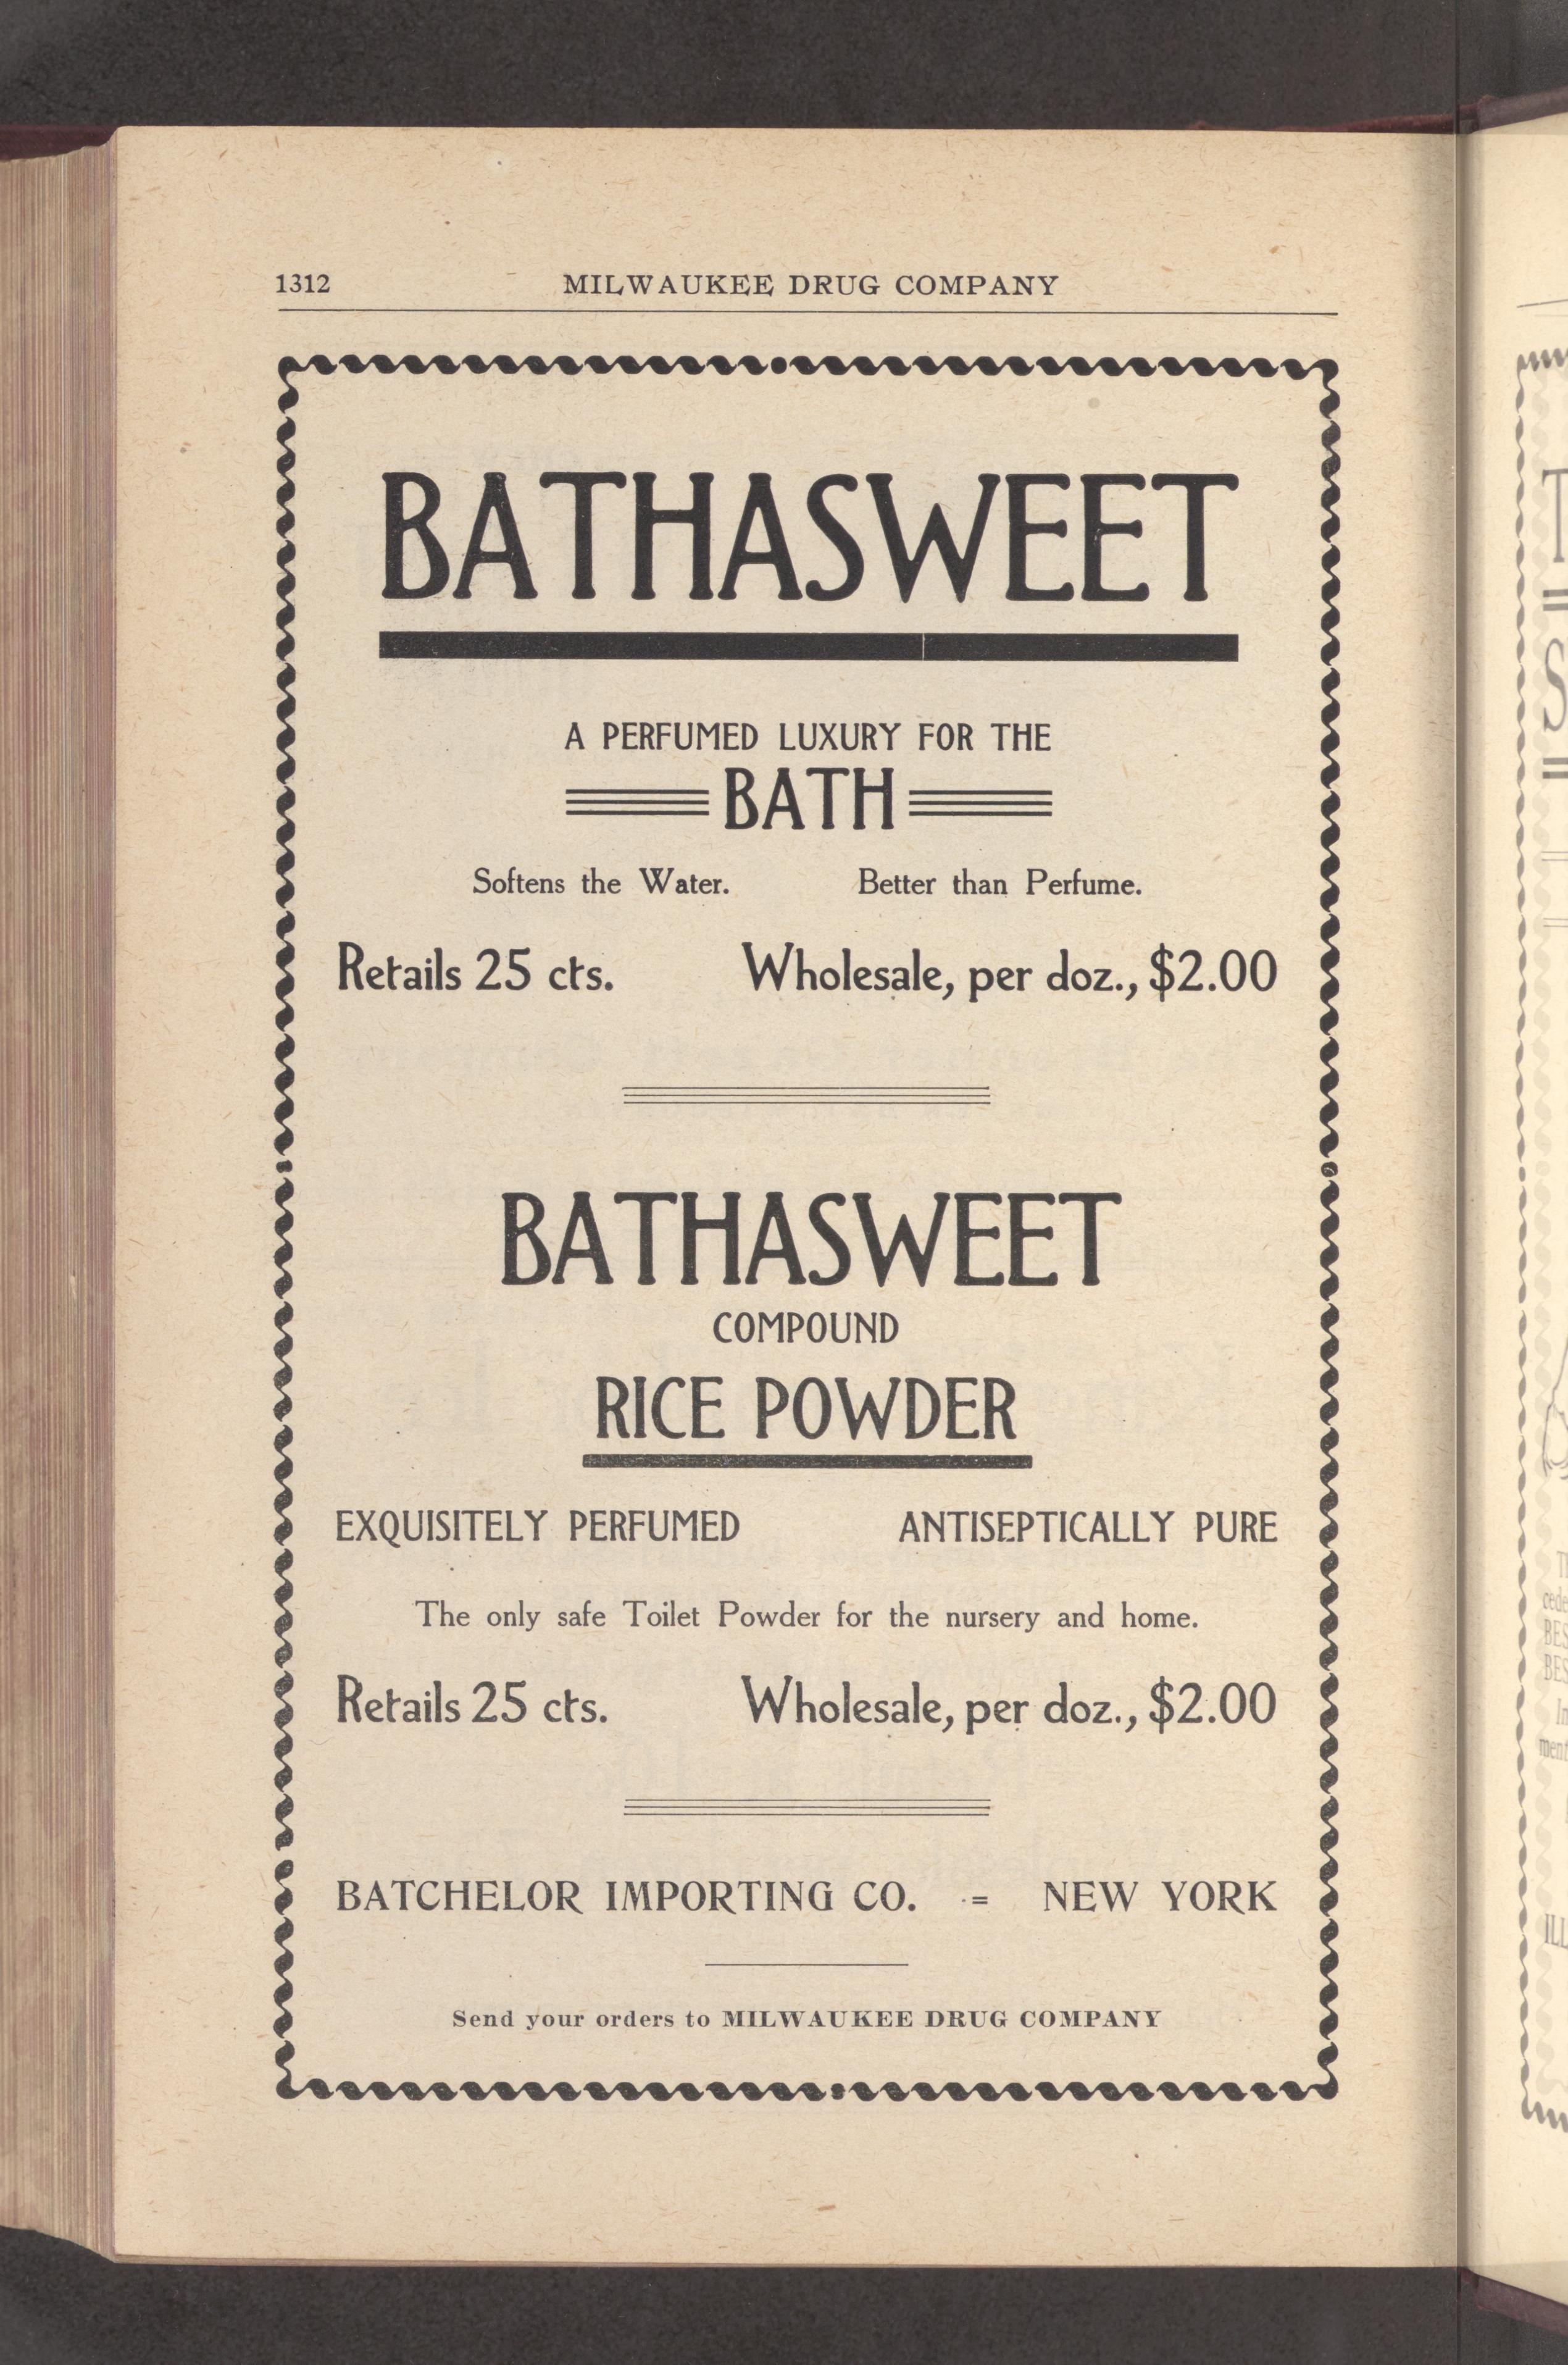 1312 MILWAUKEE DRUG COMPANY
BATHASWEET
A PERFUMED LUXURY FOR THE
BATH
Softens the Water. Better than Perfume.
Retails 25 cts. Wholesale, per doz., $2.00
BATHASWEET
COMPOUND
RICE POWDER
EXQUISITELY PERFUMED ANTISEPTICALLY PURE
The only safe Toilet Powder for the nursery and home.
Retails 25 cts. Wholesale, per doz., $2.00
BATCHELOR IMPORTING CO. - NEW YORK
Send your orders to MILWAUKEE DRUG COMPANY